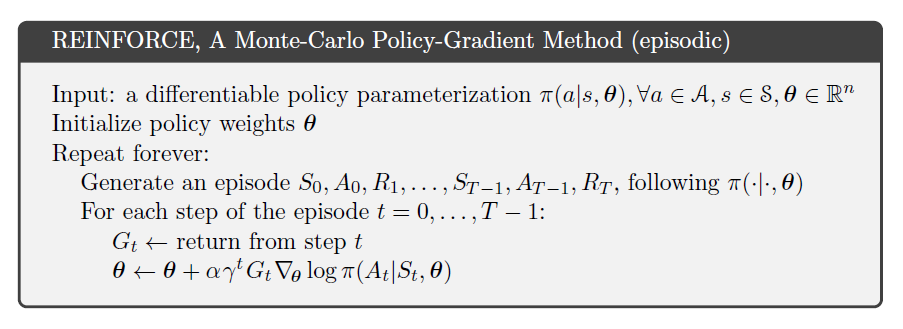 REINFORCE, A Monte-Carlo Policy-Gradient Method (episodic)
Input: a differentiable policy parameterization π(a|s, θ), ∀a ∈ 𝒜, s ∈ 𝒮, θ ∈ ℝⁿ
Initialize policy weights θ
Repeat forever:
Generate an episode S₀, A₀, R₁, . . . , S_{T−1}, A_{T−1}, R_T, following π(·|·, θ)
For each step of the episode t = 0, . . . , T − 1:
G_t ← return from step t
θ ← θ + αγᵗG_t∇_θ log π(A_t|S_t, θ)